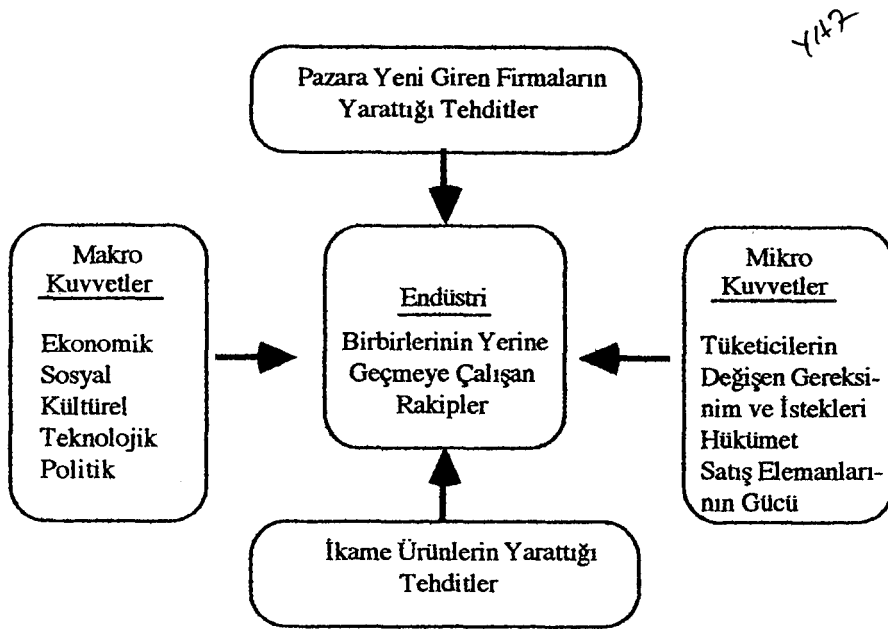 Pazara Yeni Giren Firmaların
Yarattığı Tehditler
Makro
Kuvvetler
Ekonomik
Sosyal
Kültürel
Teknolojik
Politik
Endüstri
Birbirlerinin Yerine
Geçmeye Çalışan
Rakipler
Mikro
Kuvvetler
Tüketicilerin
Değişen Gereksi-
nim ve İstekleri
Hükümet
Satış Elemanları-
nın Gücü
İkame Ürünlerin Yarattığı
Tehditler